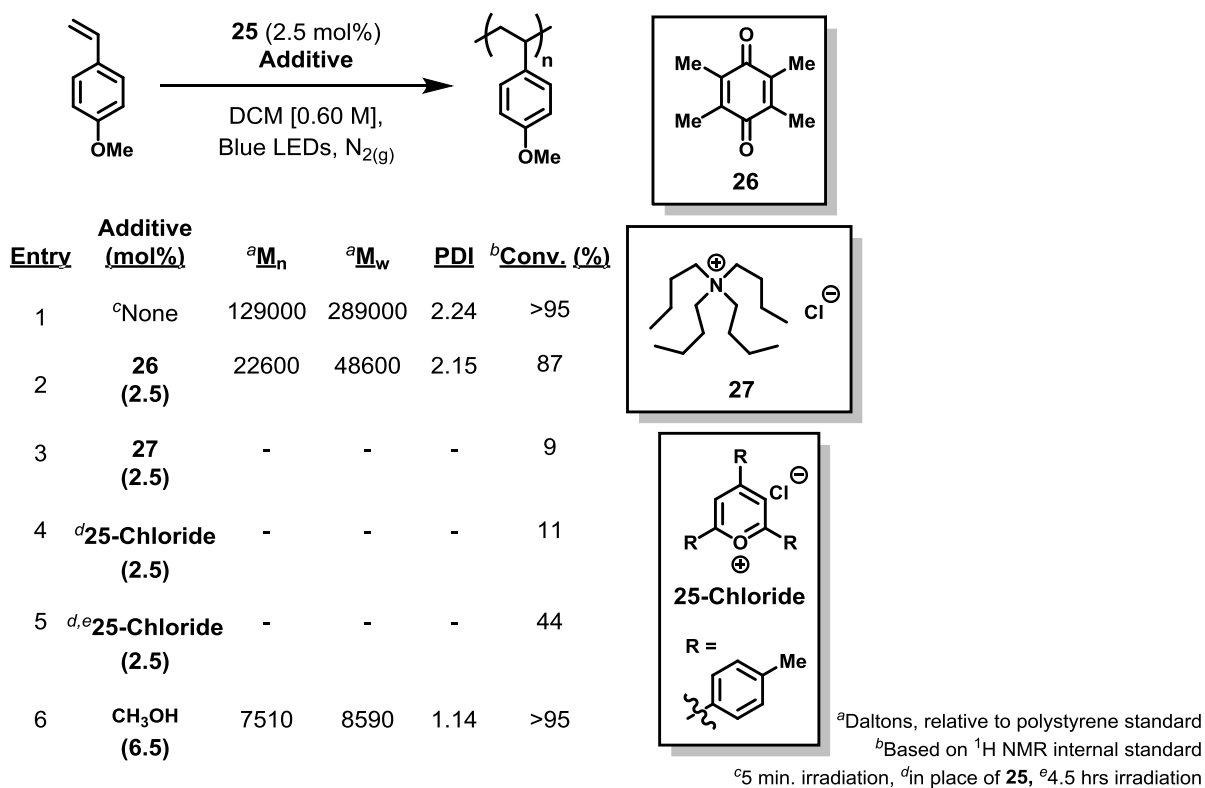 25 (2.5 mol%)
Additive
DCM [0.60 M],
Blue LEDs, N2(g)
OMe
n
OMe
O
Me Me
Me Me
O
26
Entry Additive (mol%) aMn aMw PDI bConv. (%)
1 cNone 129000 289000 2.24 >95
2 26 (2.5) 22600 48600 2.15 87
3 27 (2.5) - - - 9
4 d25-Chloride (2.5) - - - 11
5 d,e25-Chloride (2.5) - - - 44
6 CH3OH (6.5) 7510 8590 1.14 >95
⊕
N
Cl⊖
27
R
Cl⊖
R O R
⊕
25-Chloride
R =
Me
aDaltons, relative to polystyrene standard
bBased on 1H NMR internal standard
c5 min. irradiation, din place of 25, e4.5 hrs irradiation